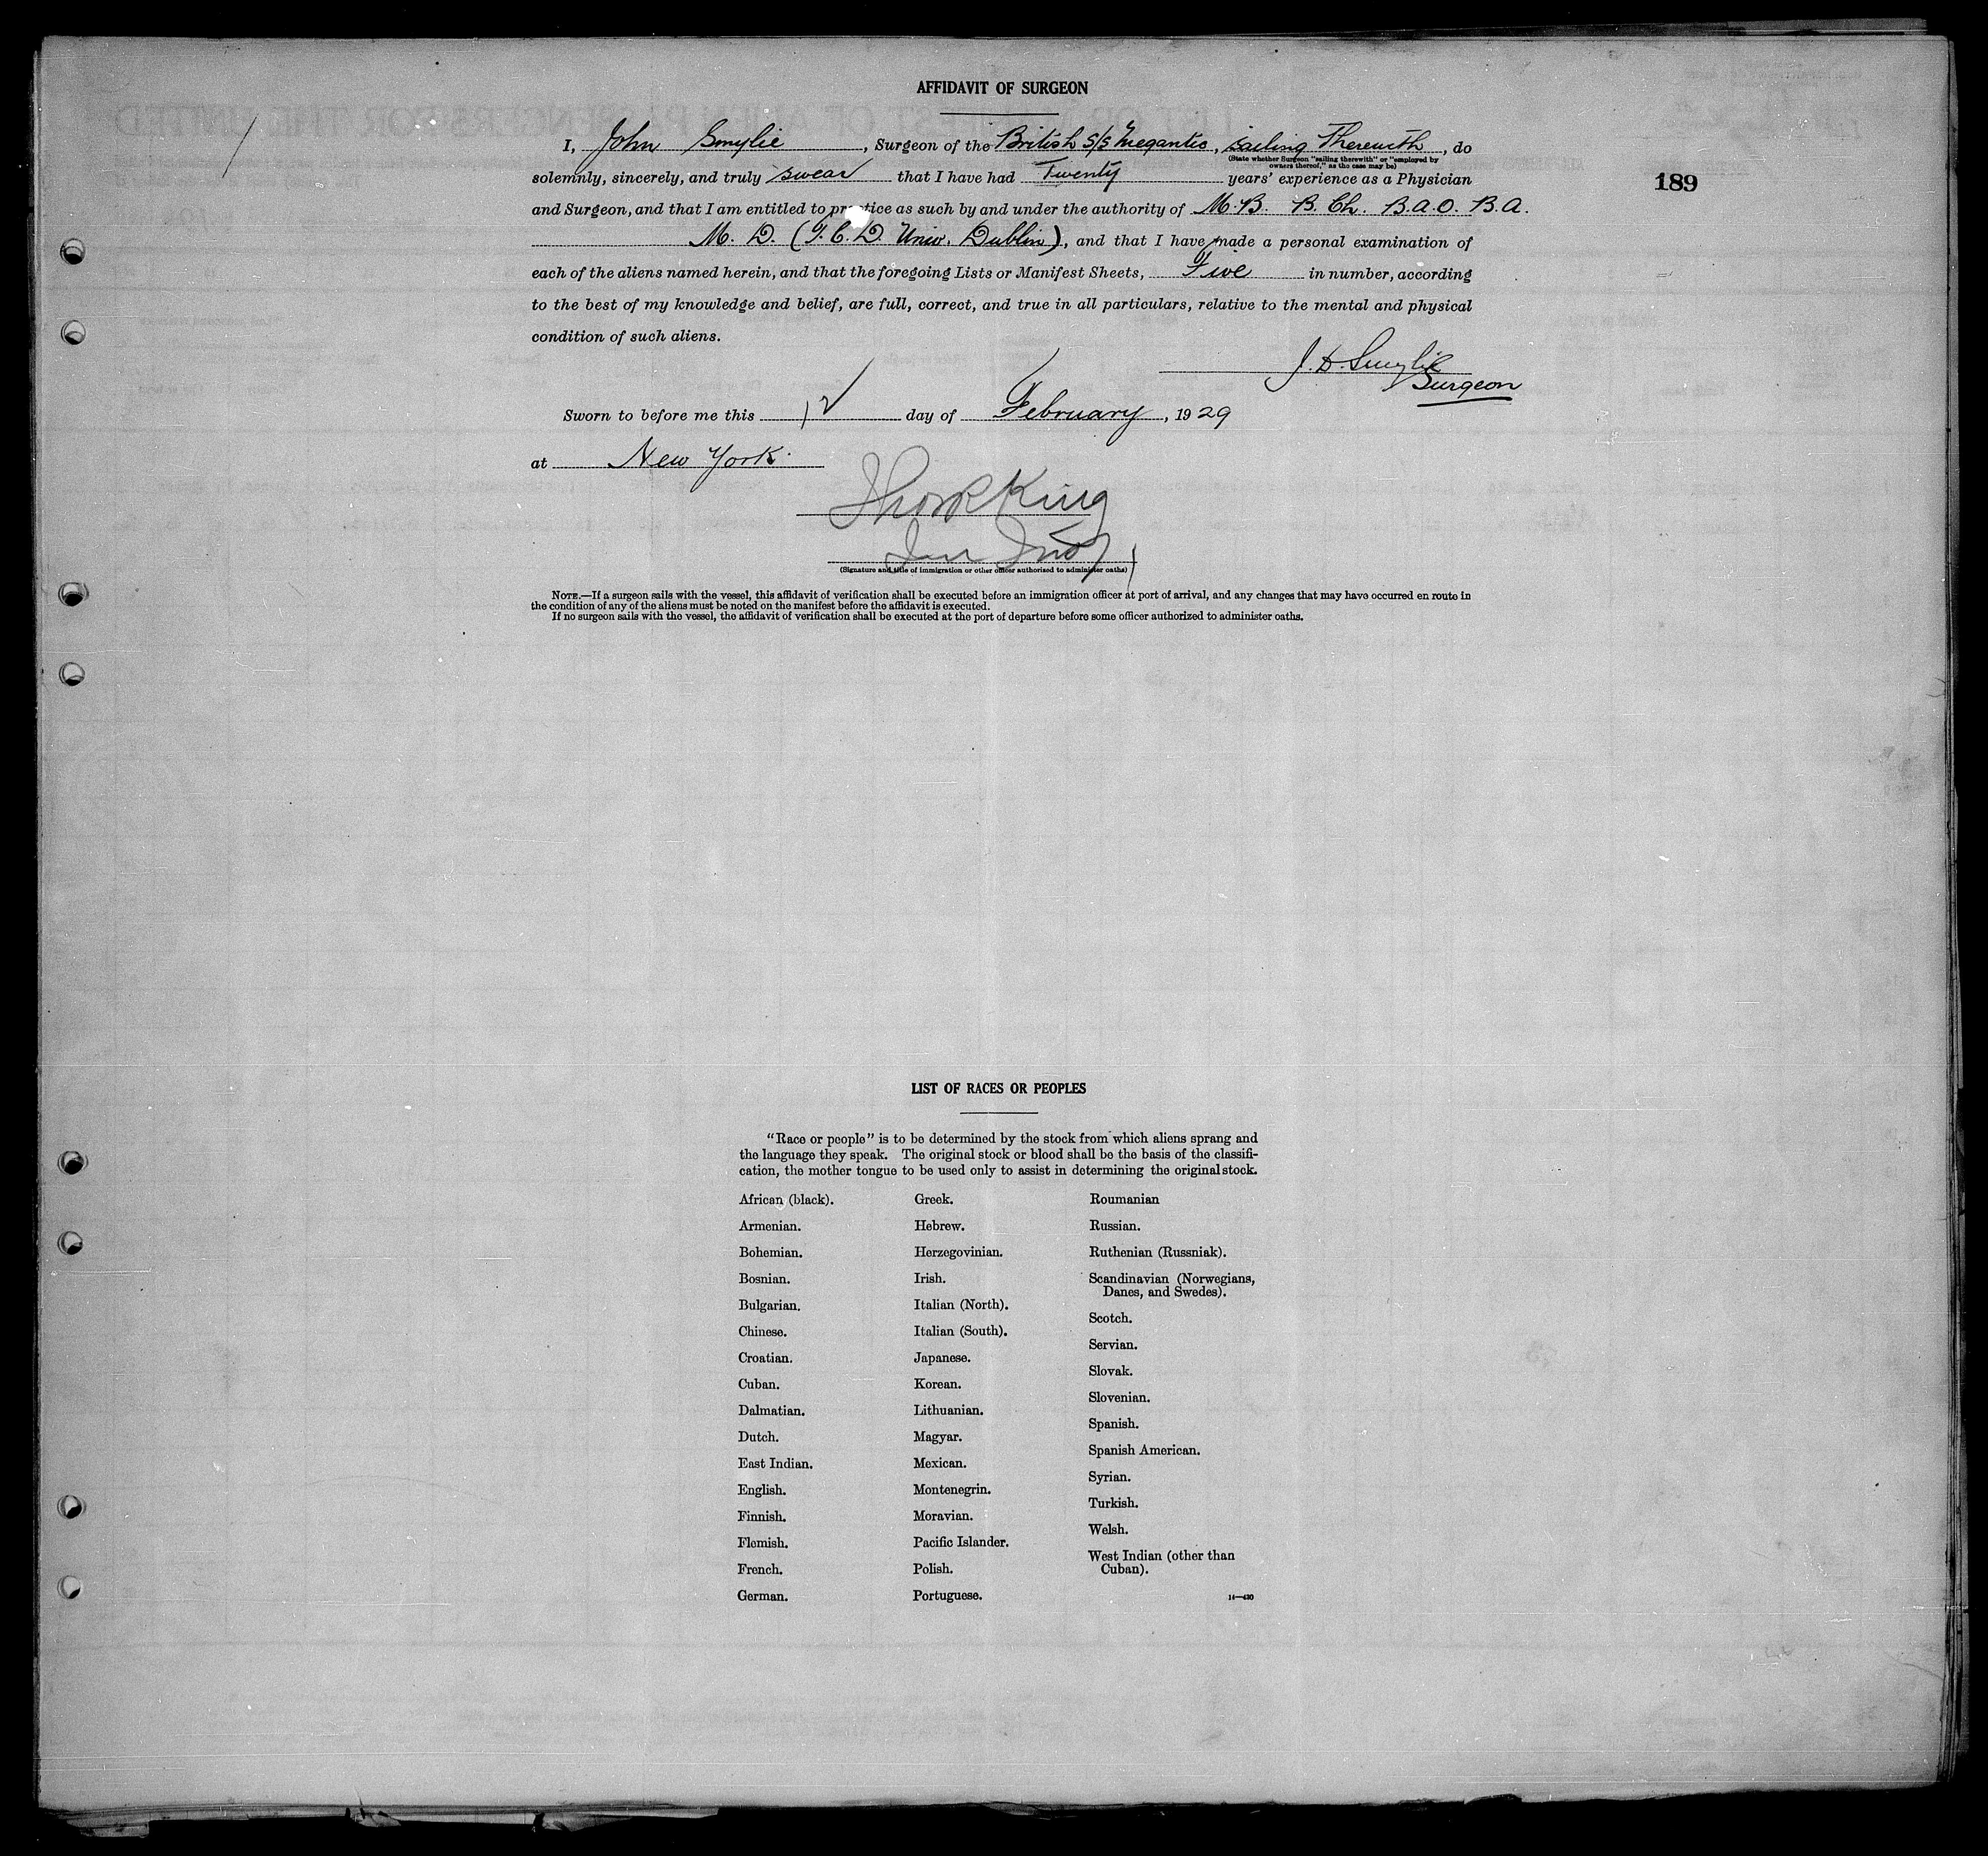 AFFIDAVIT OF SURGEON
I, John Smylie, Surgeon of the British S/S Megantic, sailing Therewith, do
(State whether Surgeon "sailing therewith" or "employed by
owners thereof," as the case may be)
189
solemnly, sincerely, and truly swear that I have had Twenty years' experience as a Physician
and Surgeon, and that I am entitled to practice as such by and under the authority of M.B. B.Ch. B.A.O. B.A.
M.D. (T.C.D. Univ. Dublin), and that I have made a personal examination of
each of the aliens named herein, and that the foregoing Lists or Manifest Sheets, Five in number, according
to the best of my knowledge and belief, are full, correct, and true in all particulars, relative to the mental and physical
condition of such aliens.
J. D. Smylie
Surgeon
Sworn to before me this 12 day of February, 1929
at New York.
King
(Signature and title of immigration or other officer authorized to administer oaths)
NOTE.—If a surgeon sails with the vessel, this affidavit of verification shall be executed before an immigration officer at port of arrival, and any changes that may have occurred en route in
the condition of any of the aliens must be noted on the manifest before the affidavit is executed.
If no surgeon sails with the vessel, the affidavit of verification shall be executed at the port of departure before some officer authorized to administer oaths.
LIST OF RACES OR PEOPLES
"Race or people" is to be determined by the stock from which aliens sprang and
the language they speak. The original stock or blood shall be the basis of the classifi-
cation, the mother tongue to be used only to assist in determining the original stock.
African (black).
Armenian.
Bohemian.
Bosnian.
Bulgarian.
Chinese.
Croatian.
Cuban.
Dalmatian.
Dutch.
East Indian.
English.
Finnish.
Flemish.
French.
German.
Greek.
Hebrew.
Herzegovinian.
Irish.
Italian (North).
Italian (South).
Japanese.
Korean.
Lithuanian.
Magyar.
Mexican.
Montenegrin.
Moravian.
Pacific Islander.
Polish.
Portuguese.
Roumanian
Russian.
Ruthenian (Russniak).
Scandinavian (Norwegians,
Danes, and Swedes).
Scotch.
Servian.
Slovak.
Slovenian.
Spanish.
Spanish American.
Syrian.
Turkish.
Welsh.
West Indian (other than
Cuban).
14—430